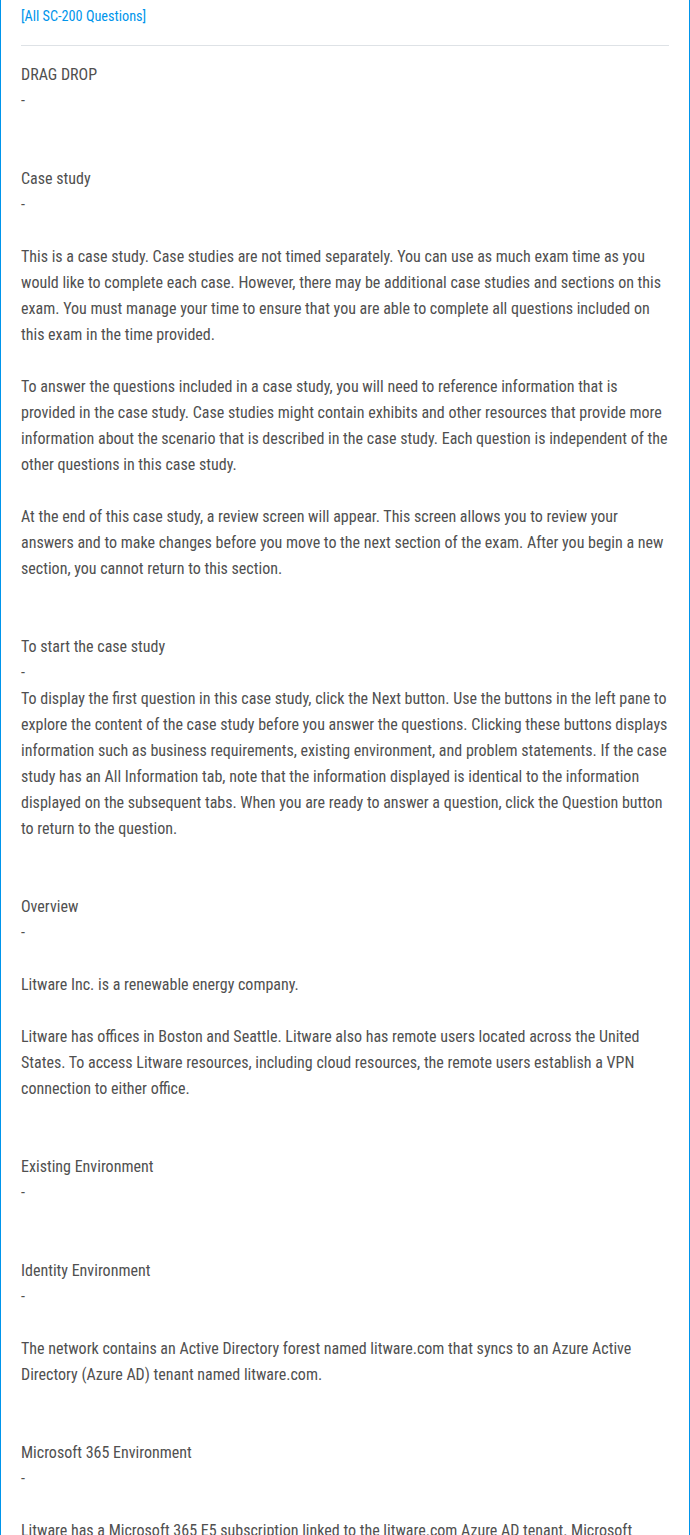 [All SC-200 Questions]
DRAG DROP
-
Case study
-
This is a case study. Case studies are not timed separately. You can use as much exam time as you
would like to complete each case. However, there may be additional case studies and sections on this
exam. You must manage your time to ensure that you are able to complete all questions included on
this exam in the time provided.
To answer the questions included in a case study, you will need to reference information that is
provided in the case study. Case studies might contain exhibits and other resources that provide more
information about the scenario that is described in the case study. Each question is independent of the
other questions in this case study.
At the end of this case study, a review screen will appear. This screen allows you to review your
answers and to make changes before you move to the next section of the exam. After you begin a new
section, you cannot return to this section.
To start the case study
-
To display the first question in this case study, click the Next button. Use the buttons in the left pane to
explore the content of the case study before you answer the questions. Clicking these buttons displays
information such as business requirements, existing environment, and problem statements. If the case
study has an All Information tab, note that the information displayed is identical to the information
displayed on the subsequent tabs. When you are ready to answer a question, click the Question button
to return to the question.
Overview
-
Litware Inc. is a renewable energy company.
Litware has offices in Boston and Seattle. Litware also has remote users located across the United
States. To access Litware resources, including cloud resources, the remote users establish a VPN
connection to either office.
Existing Environment
-
Identity Environment
-
The network contains an Active Directory forest named litware.com that syncs to an Azure Active
Directory (Azure AD) tenant named litware.com.
Microsoft 365 Environment
-
Litware has a Microsoft 365 E5 subscription linked to the litware.com Azure AD tenant. Microsoft